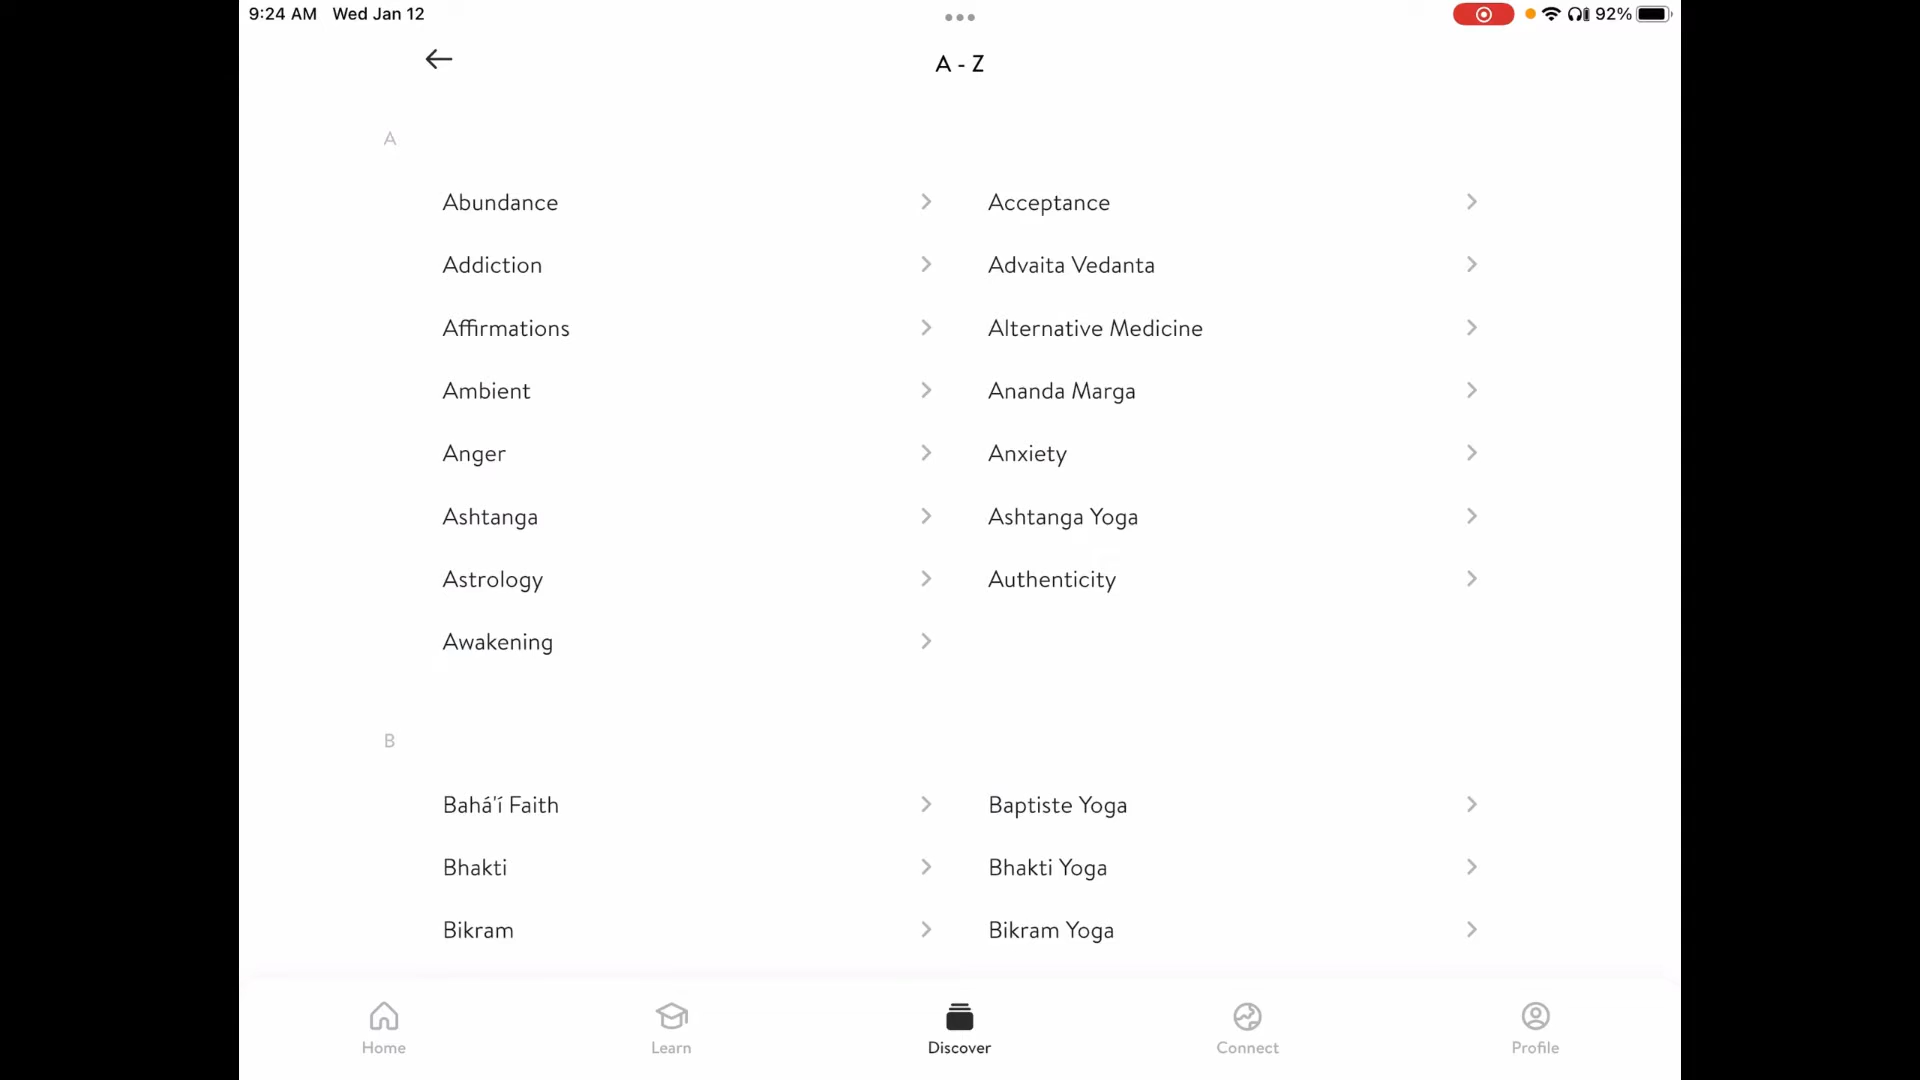 9:24 AM Wed Jan 12
92%
A - Z
A
Abundance
Acceptance
Addiction
Advaita Vedanta
Affirmations
Alternative Medicine
Ambient
Ananda Marga
Anger
Anxiety
Ashtanga
Ashtanga Yoga
Astrology
Authenticity
Awakening
B
Bahá'í Faith
Baptiste Yoga
Bhakti
Bhakti Yoga
Bikram
Bikram Yoga
Home
Learn
Discover
Connect
Profile